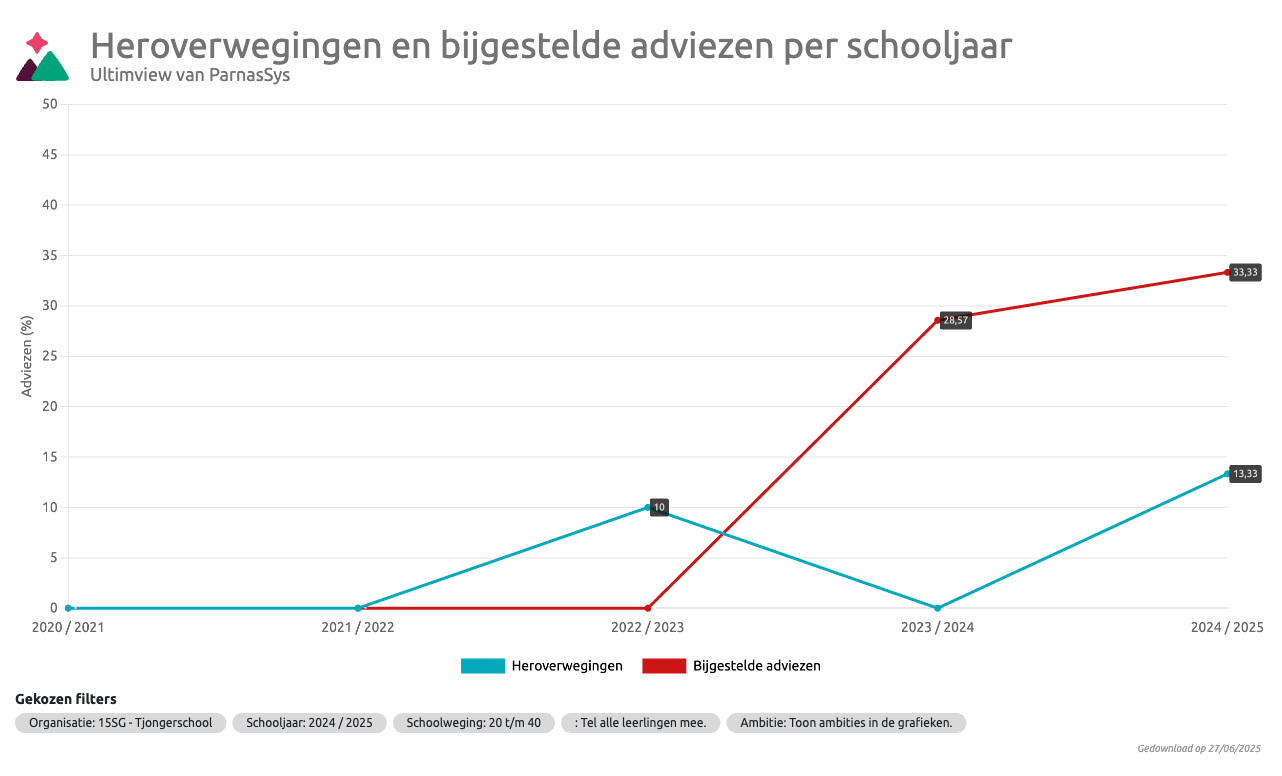 Heroverwegingen en bijgestelde adviezen per schooljaar
Ultimview van ParnasSys
50
45
40
35
30
25
20
15
10
5
0
Adviezen (%)
33,33
28,57
13,33
10
2020 / 2021
2021 / 2022
2022 / 2023
2023 / 2024
2024 / 2025
Heroverwegingen
Bijgestelde adviezen
Gekozen filters
Organisatie: 15SG - Tjongerschool
Schooljaar: 2024 / 2025
Schoolweging: 20 t/m 40
: Tel alle leerlingen mee.
Ambitie: Toon ambities in de grafieken.
Gedownload op 27/06/2025